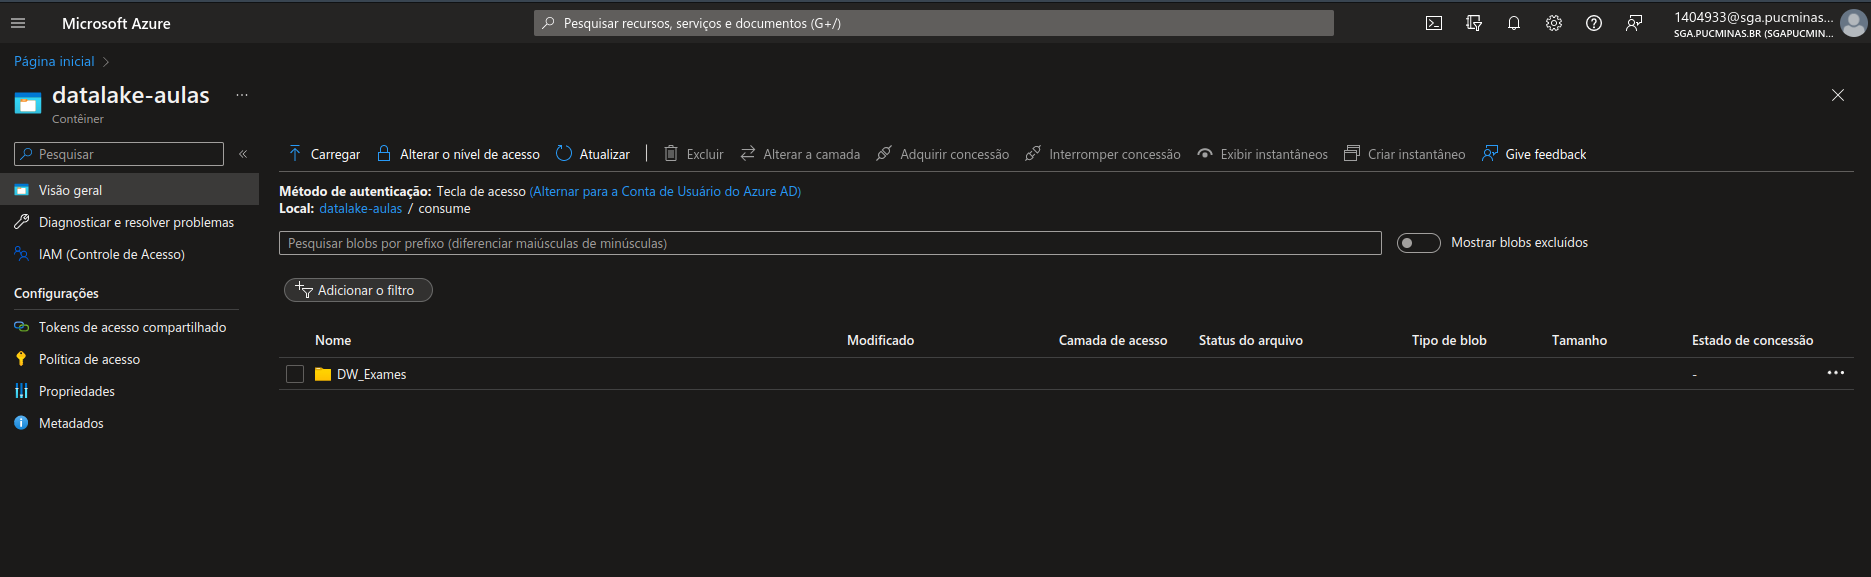 Microsoft Azure
Pesquisar recursos, serviços e documentos (G+/)
1404933@sga.pucminas...
SGA.PUCMINAS.BR (SGAPUCMIN...
Página inicial
datalake-aulas ...
Contêiner
Pesquisar
Visão geral
Diagnosticar e resolver problemas
IAM (Controle de Acesso)
Configurações
Tokens de acesso compartilhado
Política de acesso
Propriedades
Metadados
Carregar Alterar o nível de acesso Atualizar Excluir Alterar a camada Adquirir concessão Interromper concessão Exibir instantâneos Criar instantâneo Give feedback
Método de autenticação: Tecla de acesso (Alternar para a Conta de Usuário do Azure AD)
Local: datalake-aulas / consume
Pesquisar blobs por prefixo (diferenciar maiúsculas de minúsculas)
Mostrar blobs excluídos
Adicionar o filtro
Nome Modificado Camada de acesso Status do arquivo Tipo de blob Tamanho Estado de concessão
DW_Exames - ...